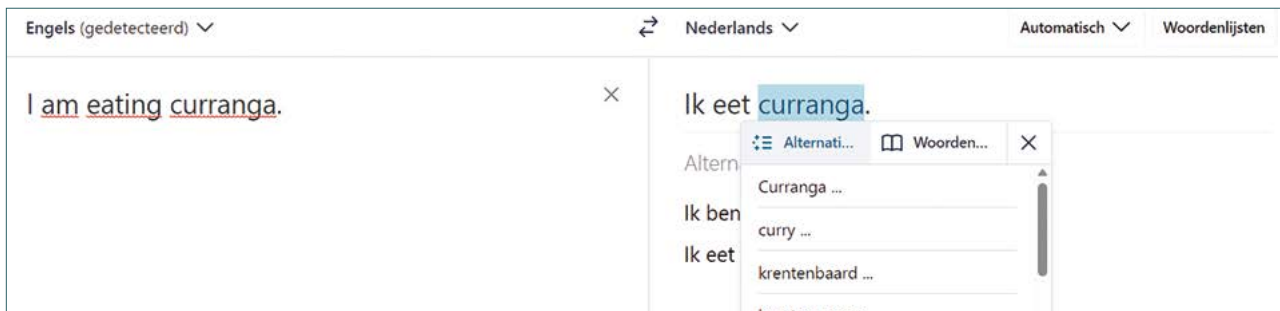 Engels (gedetecteerd) Nederlands Automatisch Woordenlijsten
I am eating curranga. Ik eet curranga.
Alternati... Woorden...
Altern
Curranga ...
Ik ben
curry ...
Ik eet
krentenbaard ...